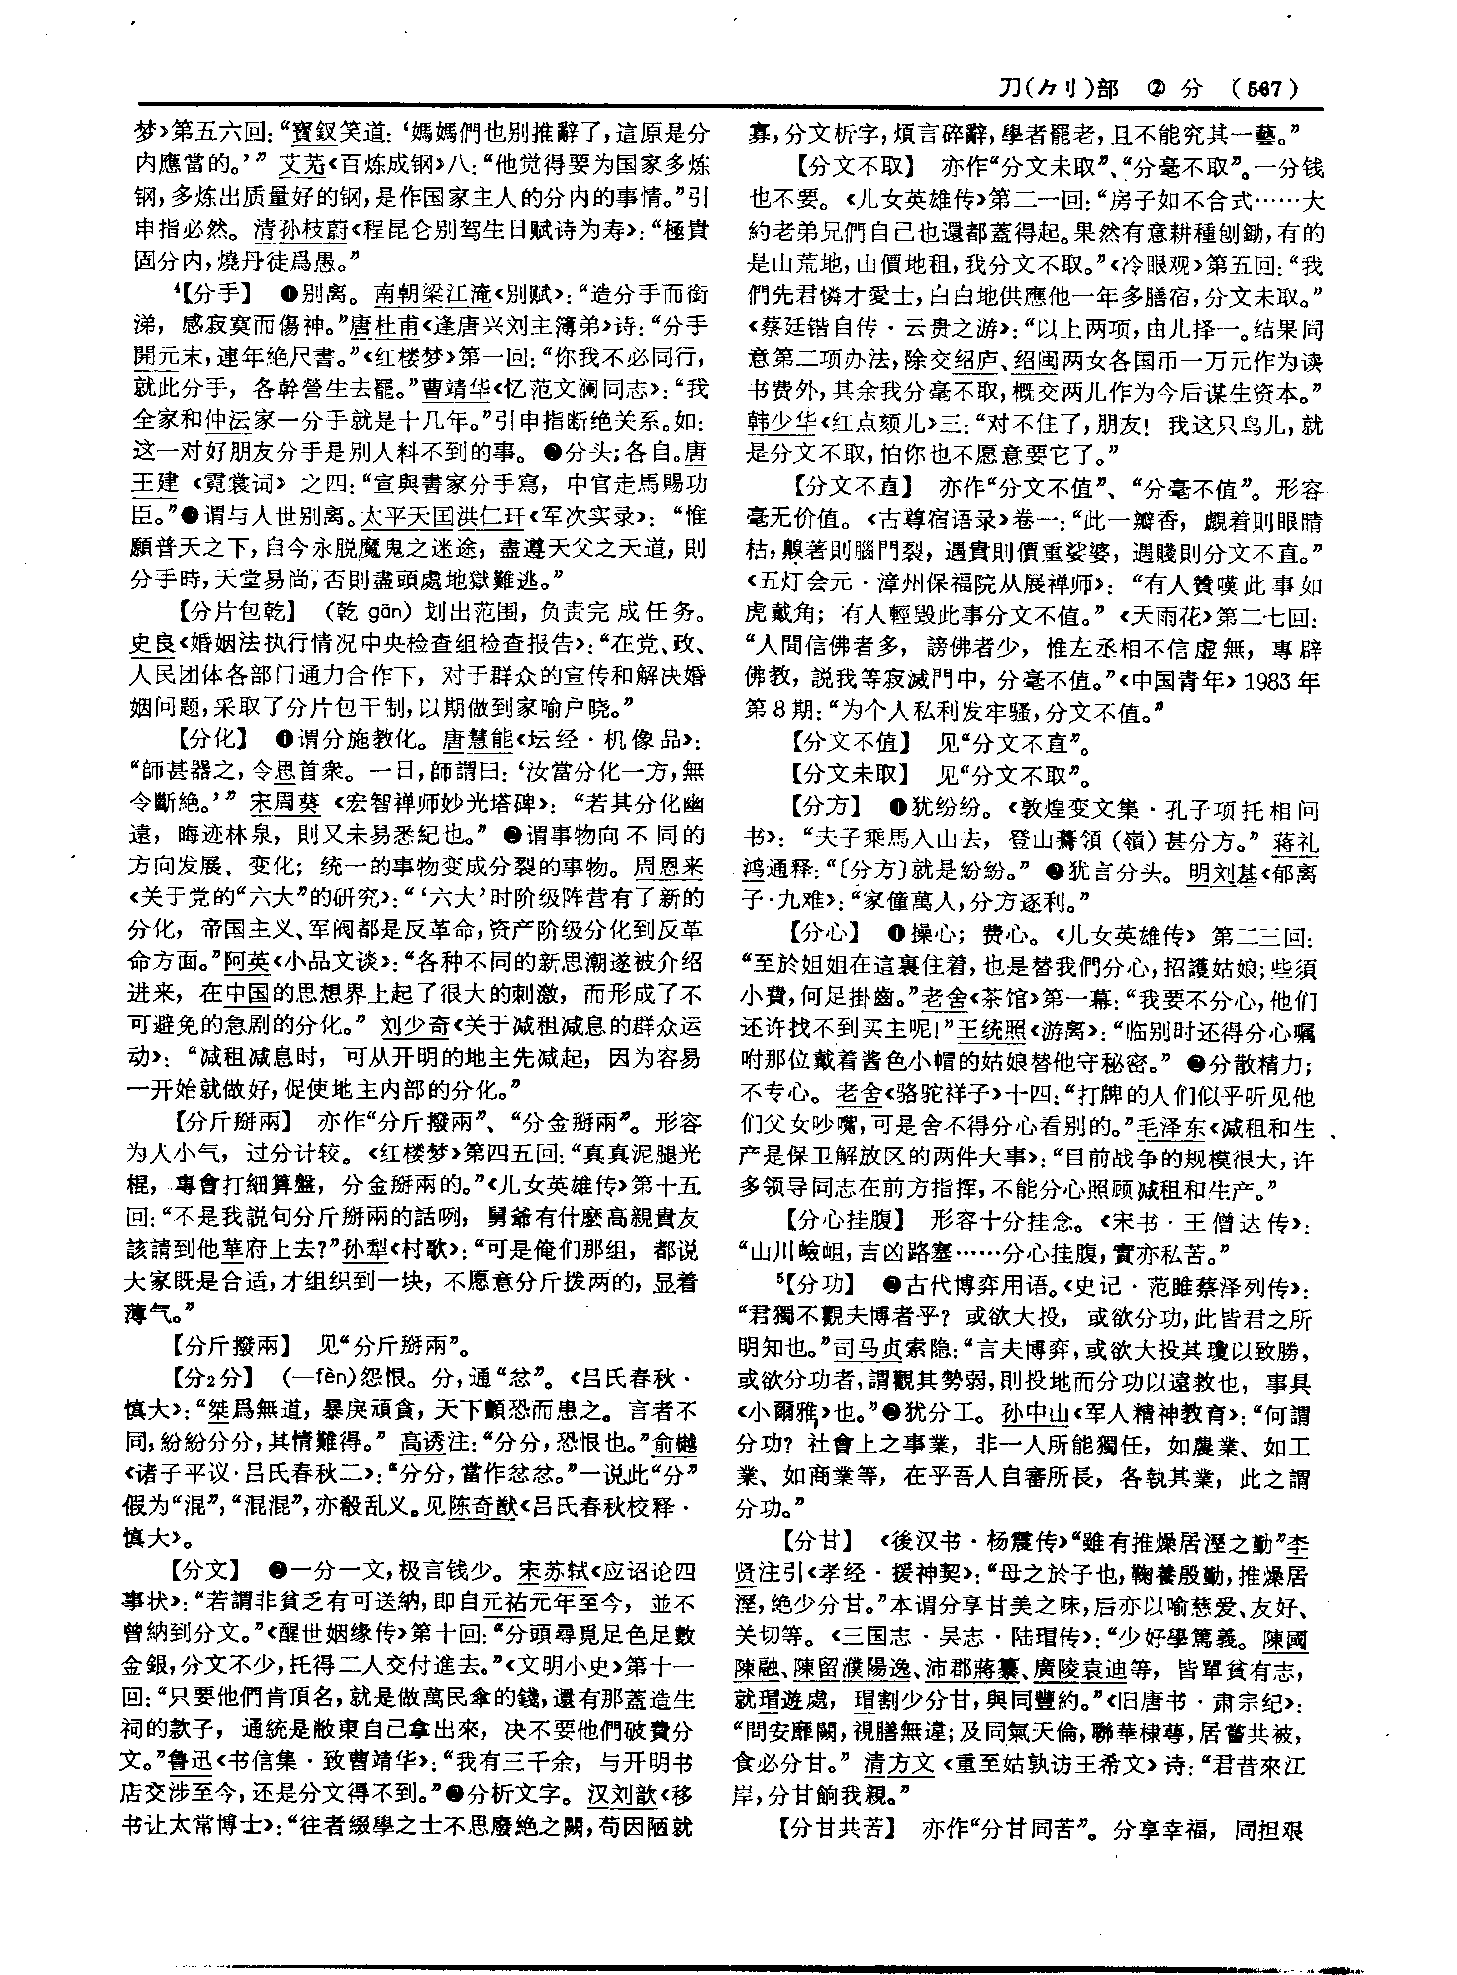 刀(⺈刂)部 ② 分 (567)
梦》第五六回：“寳釵笑道：‘媽媽們也别推辭了，這原是分
内應當的。’” 艾芜《百炼成钢》八：“他觉得要为国家多炼
钢，多炼出质量好的钢，是作国家主人的分内的事情。”引
申指必然。 清孙枝蔚《程昆仑别驾生日赋诗为寿》：“極貴
固分内，燒丹徒爲愚。”
⁴【分手】 ❶别离。 南朝梁江淹《别赋》：“造分手而銜
涕，感寂寞而傷神。”唐杜甫《逢唐兴刘主簿弟》诗：“分手
開元末，連年绝尺書。”《红楼梦》第一回：“你我不必同行，
就此分手，各幹營生去罷。”曹靖华《忆范文澜同志》：“我
全家和仲沄家一分手就是十几年。”引申指断绝关系。如：
这一对好朋友分手是别人料不到的事。 ❷分头；各自。唐
王建《霓裳词》之四：“宣與書家分手寫，中官走馬賜功
臣。”❸谓与人世别离。太平天国洪仁玕《军次实录》：“惟
願普天之下，自今永脱魔鬼之迷途，盡遵天父之天道，則
分手時，天堂易尚，否則盡頭處地獄難逃。”
【分片包乾】 （乾 gān）划出范围，负责完成任务。
史良《婚姻法执行情况中央检查组检查报告》：“在党、政、
人民团体各部门通力合作下，对于群众的宣传和解决婚
姻问题，采取了分片包干制，以期做到家喻户晓。”
【分化】 ❶谓分施教化。 唐慧能《坛经·机像品》：
“師甚器之，令思首衆。一日，師謂曰：‘汝當分化一方，無
令斷絶。’” 宋周葵《宏智禅师妙光塔碑》：“若其分化幽
遠，晦迹林泉，則又未易悉紀也。” ❷谓事物向不同的
方向发展、变化；统一的事物变成分裂的事物。周恩来
《关于党的“六大”的研究》：“‘六大’时阶级阵营有了新的
分化，帝国主义、军阀都是反革命，资产阶级分化到反革
命方面。”阿英《小品文谈》：“各种不同的新思潮遂被介绍
进来，在中国的思想界上起了很大的刺激，而形成了不
可避免的急剧的分化。” 刘少奇《关于减租减息的群众运
动》：“减租减息时，可从开明的地主先减起，因为容易
一开始就做好，促使地主内部的分化。”
【分斤掰兩】 亦作“分斤撥兩”、“分金掰兩”。形容
为人小气，过分计较。《红楼梦》第四五回：“真真泥腿光
棍，專會打細算盤，分金掰兩的。”《儿女英雄传》第十五
回：“不是我説句分斤掰兩的話咧，舅爺有什麽高親貴友
該請到他華府上去？”孙犁《村歌》：“可是俺们那组，都说
大家既是合适，才组织到一块，不愿意分斤拨两的，显着
薄气。”
【分斤撥兩】 见“分斤掰兩”。
【分₂分】 （—fèn）怨恨。分，通“忿”。《吕氏春秋·
慎大》：“桀爲無道，暴戾頑貪，天下顫恐而患之。言者不
同，紛紛分分，其情難得。” 高诱注：“分分，恐恨也。”俞樾
《诸子平议·吕氏春秋二》：“分分，當作忿忿。”一说此“分”
假为“混”，“混混”，亦殽乱义。见陈奇猷《吕氏春秋校释·
慎大》。
【分文】 ❶一分一文，极言钱少。宋苏轼《应诏论四
事状》：“若謂非貧乏有可送納，即自元祐元年至今，並不
曾納到分文。”《醒世姻缘传》第十回：“分頭尋覓足色足數
金銀，分文不少，托得二人交付進去。”《文明小史》第十一
回：“只要他們肯頂名，就是做萬民傘的錢，還有那蓋造生
祠的款子，通統是敝東自己拿出來，决不要他們破費分
文。”鲁迅《书信集·致曹靖华》：“我有三千余，与开明书
店交涉至今，还是分文得不到。”❷分析文字。 汉刘歆《移
书让太常博士》：“往者缀學之士不思廢絶之闕，苟因陋就
寡，分文析字，煩言碎辭，學者罷老，且不能究其一藝。”
【分文不取】 亦作“分文未取”、“分毫不取”。一分钱
也不要。《儿女英雄传》第二一回：“房子如不合式……大
約老弟兄們自己也還都蓋得起。果然有意耕種刨鋤，有的
是山荒地，山價地租，我分文不取。”《冷眼观》第五回：“我
們先君憐才愛士，白白地供應他一年多膳宿，分文未取。”
《蔡廷锴自传·云贵之游》：“以上两项，由儿择一。结果同
意第二项办法，除交绍庐、绍闽两女各国币一万元作为读
书费外，其余我分毫不取，概交两儿作为今后谋生资本。”
韩少华《红点颏儿》三：“对不住了，朋友！我这只鸟儿，就
是分文不取，怕你也不愿意要它了。”
【分文不直】 亦作“分文不值”、“分毫不值”。形容
毫无价值。《古尊宿语录》卷一：“此一瓣香，覷着則眼睛
枯，齅著則腦門裂，遇貴則價重娑婆，遇賤則分文不直。”
《五灯会元·漳州保福院从展禅师》：“有人贊嘆此事如
虎戴角；有人輕毁此事分文不值。”《天雨花》第二七回：
“人間信佛者多，謗佛者少，惟左丞相不信虚無，專辟
佛教，説我等寂滅門中，分毫不值。”《中国青年》1983年
第8期：“为个人私利发牢骚，分文不值。”
【分文不值】 见“分文不直”。
【分文未取】 见“分文不取”。
【分方】 ❶犹纷纷。《敦煌变文集·孔子项托相问
书》：“夫子乘馬入山去，登山驀領（嶺）甚分方。” 蒋礼
鸿通释：“〔分方〕就是紛紛。” ❷犹言分头。 明刘基《郁离
子·九难》：“家僮萬人，分方逐利。”
【分心】 ❶操心；费心。《儿女英雄传》第二三回：
“至於姐姐在這裏住着，也是替我們分心，招護姑娘；些須
小費，何足掛齒。”老舍《茶馆》第一幕：“我要不分心，他们
还许找不到买主呢！”王统照《游离》：“临别时还得分心嘱
咐那位戴着酱色小帽的姑娘替他守秘密。” ❷分散精力；
不专心。老舍《骆驼祥子》十四：“打牌的人们似乎听见他
们父女吵嘴，可是舍不得分心看别的。”毛泽东《减租和生
产是保卫解放区的两件大事》：“目前战争的规模很大，许
多领导同志在前方指挥，不能分心照顾减租和生产。”
【分心挂腹】 形容十分挂念。《宋书·王僧达传》：
“山川嶮岨，吉凶路塞……分心挂腹，實亦私苦。”
⁵【分功】 ❶古代博弈用语。《史记·范雎蔡泽列传》：
“君獨不觀夫博者乎？或欲大投，或欲分功，此皆君之所
明知也。”司马贞索隐：“言夫博弈，或欲大投其瓊以致勝，
或欲分功者，謂觀其勢弱，則投地而分功以遠救也，事具
《小爾雅》也。”❷犹分工。 孙中山《军人精神教育》：“何謂
分功？社會上之事業，非一人所能獨任，如農業、如工
業、如商業等，在乎吾人自審所長，各執其業，此之謂
分功。”
【分甘】 《後汉书·杨震传》“雖有推燥居溼之勤”李
贤注引《孝经·援神契》：“母之於子也，鞠養殷勤，推燥居
溼，绝少分甘。”本谓分享甘美之味，后亦以喻慈爱、友好、
关切等。《三国志·吴志·陆瑁传》：“少好學篤義。陳國
陳融、陳留濮陽逸、沛郡蔣纂、廣陵袁迪等，皆單貧有志，
就瑁遊處，瑁割少分甘，與同豐約。”《旧唐书·肃宗纪》：
“問安靡闕，視膳無違；及同氣天倫，聯華棣萼，居嘗共被，
食必分甘。” 清方文《重至姑孰访王希文》诗：“君昔來江
岸，分甘餉我親。”
【分甘共苦】 亦作“分甘同苦”。分享幸福，同担艰